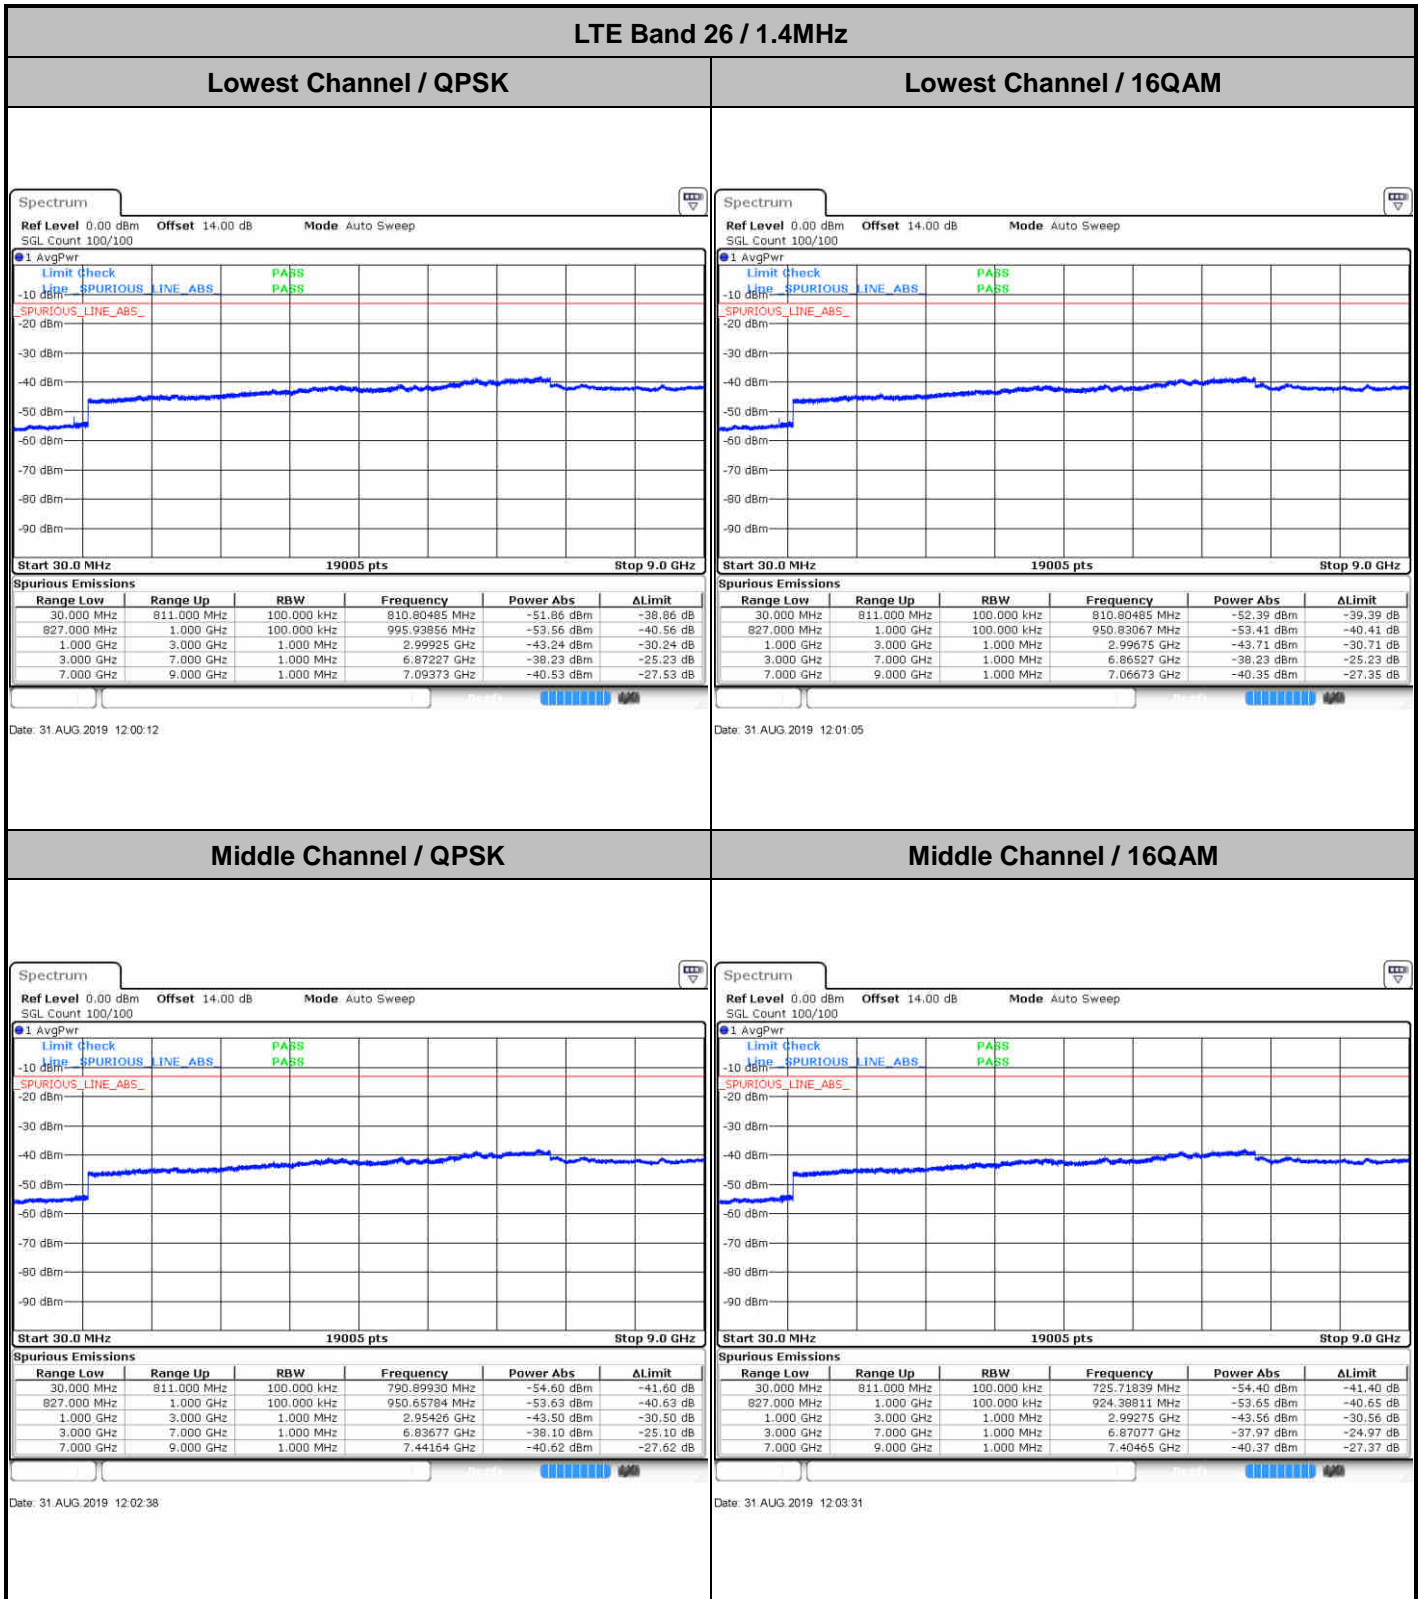 LTE Band 26 / 1.4MHz
Lowest Channel / QPSK
Lowest Channel / 16QAM
Spectrum
Ref Level 0.00 dBm Offset 14.00 dB Mode Auto Sweep
SGL Count 100/100
1 AvgPwr
Limit Check PASS
Line _SPURIOUS_LINE_ABS_ PASS
-10 dBm
_SPURIOUS_LINE_ABS_
-20 dBm
-30 dBm
-40 dBm
-50 dBm
-60 dBm
-70 dBm
-80 dBm
-90 dBm
Start 30.0 MHz 19005 pts Stop 9.0 GHz
Spurious Emissions
Range Low Range Up RBW Frequency Power Abs ΔLimit
30.000 MHz 811.000 MHz 100.000 kHz 810.80485 MHz -51.86 dBm -38.86 dB
827.000 MHz 1.000 GHz 100.000 kHz 995.93856 MHz -53.56 dBm -40.56 dB
1.000 GHz 3.000 GHz 1.000 MHz 2.99925 GHz -43.24 dBm -30.24 dB
3.000 GHz 7.000 GHz 1.000 MHz 6.87227 GHz -38.23 dBm -25.23 dB
7.000 GHz 9.000 GHz 1.000 MHz 7.09373 GHz -40.53 dBm -27.53 dB
Date: 31.AUG.2019 12:00:12
Spectrum
Ref Level 0.00 dBm Offset 14.00 dB Mode Auto Sweep
SGL Count 100/100
1 AvgPwr
Limit Check PASS
Line _SPURIOUS_LINE_ABS_ PASS
-10 dBm
_SPURIOUS_LINE_ABS_
-20 dBm
-30 dBm
-40 dBm
-50 dBm
-60 dBm
-70 dBm
-80 dBm
-90 dBm
Start 30.0 MHz 19005 pts Stop 9.0 GHz
Spurious Emissions
Range Low Range Up RBW Frequency Power Abs ΔLimit
30.000 MHz 811.000 MHz 100.000 kHz 810.80485 MHz -52.39 dBm -39.39 dB
827.000 MHz 1.000 GHz 100.000 kHz 950.83067 MHz -53.41 dBm -40.41 dB
1.000 GHz 3.000 GHz 1.000 MHz 2.99675 GHz -43.71 dBm -30.71 dB
3.000 GHz 7.000 GHz 1.000 MHz 6.86527 GHz -38.23 dBm -25.23 dB
7.000 GHz 9.000 GHz 1.000 MHz 7.06673 GHz -40.35 dBm -27.35 dB
Date: 31.AUG.2019 12:01:05
Middle Channel / QPSK
Middle Channel / 16QAM
Spectrum
Ref Level 0.00 dBm Offset 14.00 dB Mode Auto Sweep
SGL Count 100/100
1 AvgPwr
Limit Check PASS
Line _SPURIOUS_LINE_ABS_ PASS
-10 dBm
_SPURIOUS_LINE_ABS_
-20 dBm
-30 dBm
-40 dBm
-50 dBm
-60 dBm
-70 dBm
-80 dBm
-90 dBm
Start 30.0 MHz 19005 pts Stop 9.0 GHz
Spurious Emissions
Range Low Range Up RBW Frequency Power Abs ΔLimit
30.000 MHz 811.000 MHz 100.000 kHz 790.89930 MHz -54.60 dBm -41.60 dB
827.000 MHz 1.000 GHz 100.000 kHz 950.65784 MHz -53.63 dBm -40.63 dB
1.000 GHz 3.000 GHz 1.000 MHz 2.95426 GHz -43.50 dBm -30.50 dB
3.000 GHz 7.000 GHz 1.000 MHz 6.83677 GHz -38.10 dBm -25.10 dB
7.000 GHz 9.000 GHz 1.000 MHz 7.44164 GHz -40.62 dBm -27.62 dB
Date: 31.AUG.2019 12:02:38
Spectrum
Ref Level 0.00 dBm Offset 14.00 dB Mode Auto Sweep
SGL Count 100/100
1 AvgPwr
Limit Check PASS
Line _SPURIOUS_LINE_ABS_ PASS
-10 dBm
_SPURIOUS_LINE_ABS_
-20 dBm
-30 dBm
-40 dBm
-50 dBm
-60 dBm
-70 dBm
-80 dBm
-90 dBm
Start 30.0 MHz 19005 pts Stop 9.0 GHz
Spurious Emissions
Range Low Range Up RBW Frequency Power Abs ΔLimit
30.000 MHz 811.000 MHz 100.000 kHz 725.71839 MHz -54.40 dBm -41.40 dB
827.000 MHz 1.000 GHz 100.000 kHz 924.38811 MHz -53.65 dBm -40.65 dB
1.000 GHz 3.000 GHz 1.000 MHz 2.99275 GHz -43.56 dBm -30.56 dB
3.000 GHz 7.000 GHz 1.000 MHz 6.87077 GHz -37.97 dBm -24.97 dB
7.000 GHz 9.000 GHz 1.000 MHz 7.40465 GHz -40.37 dBm -27.37 dB
Date: 31.AUG.2019 12:03:31